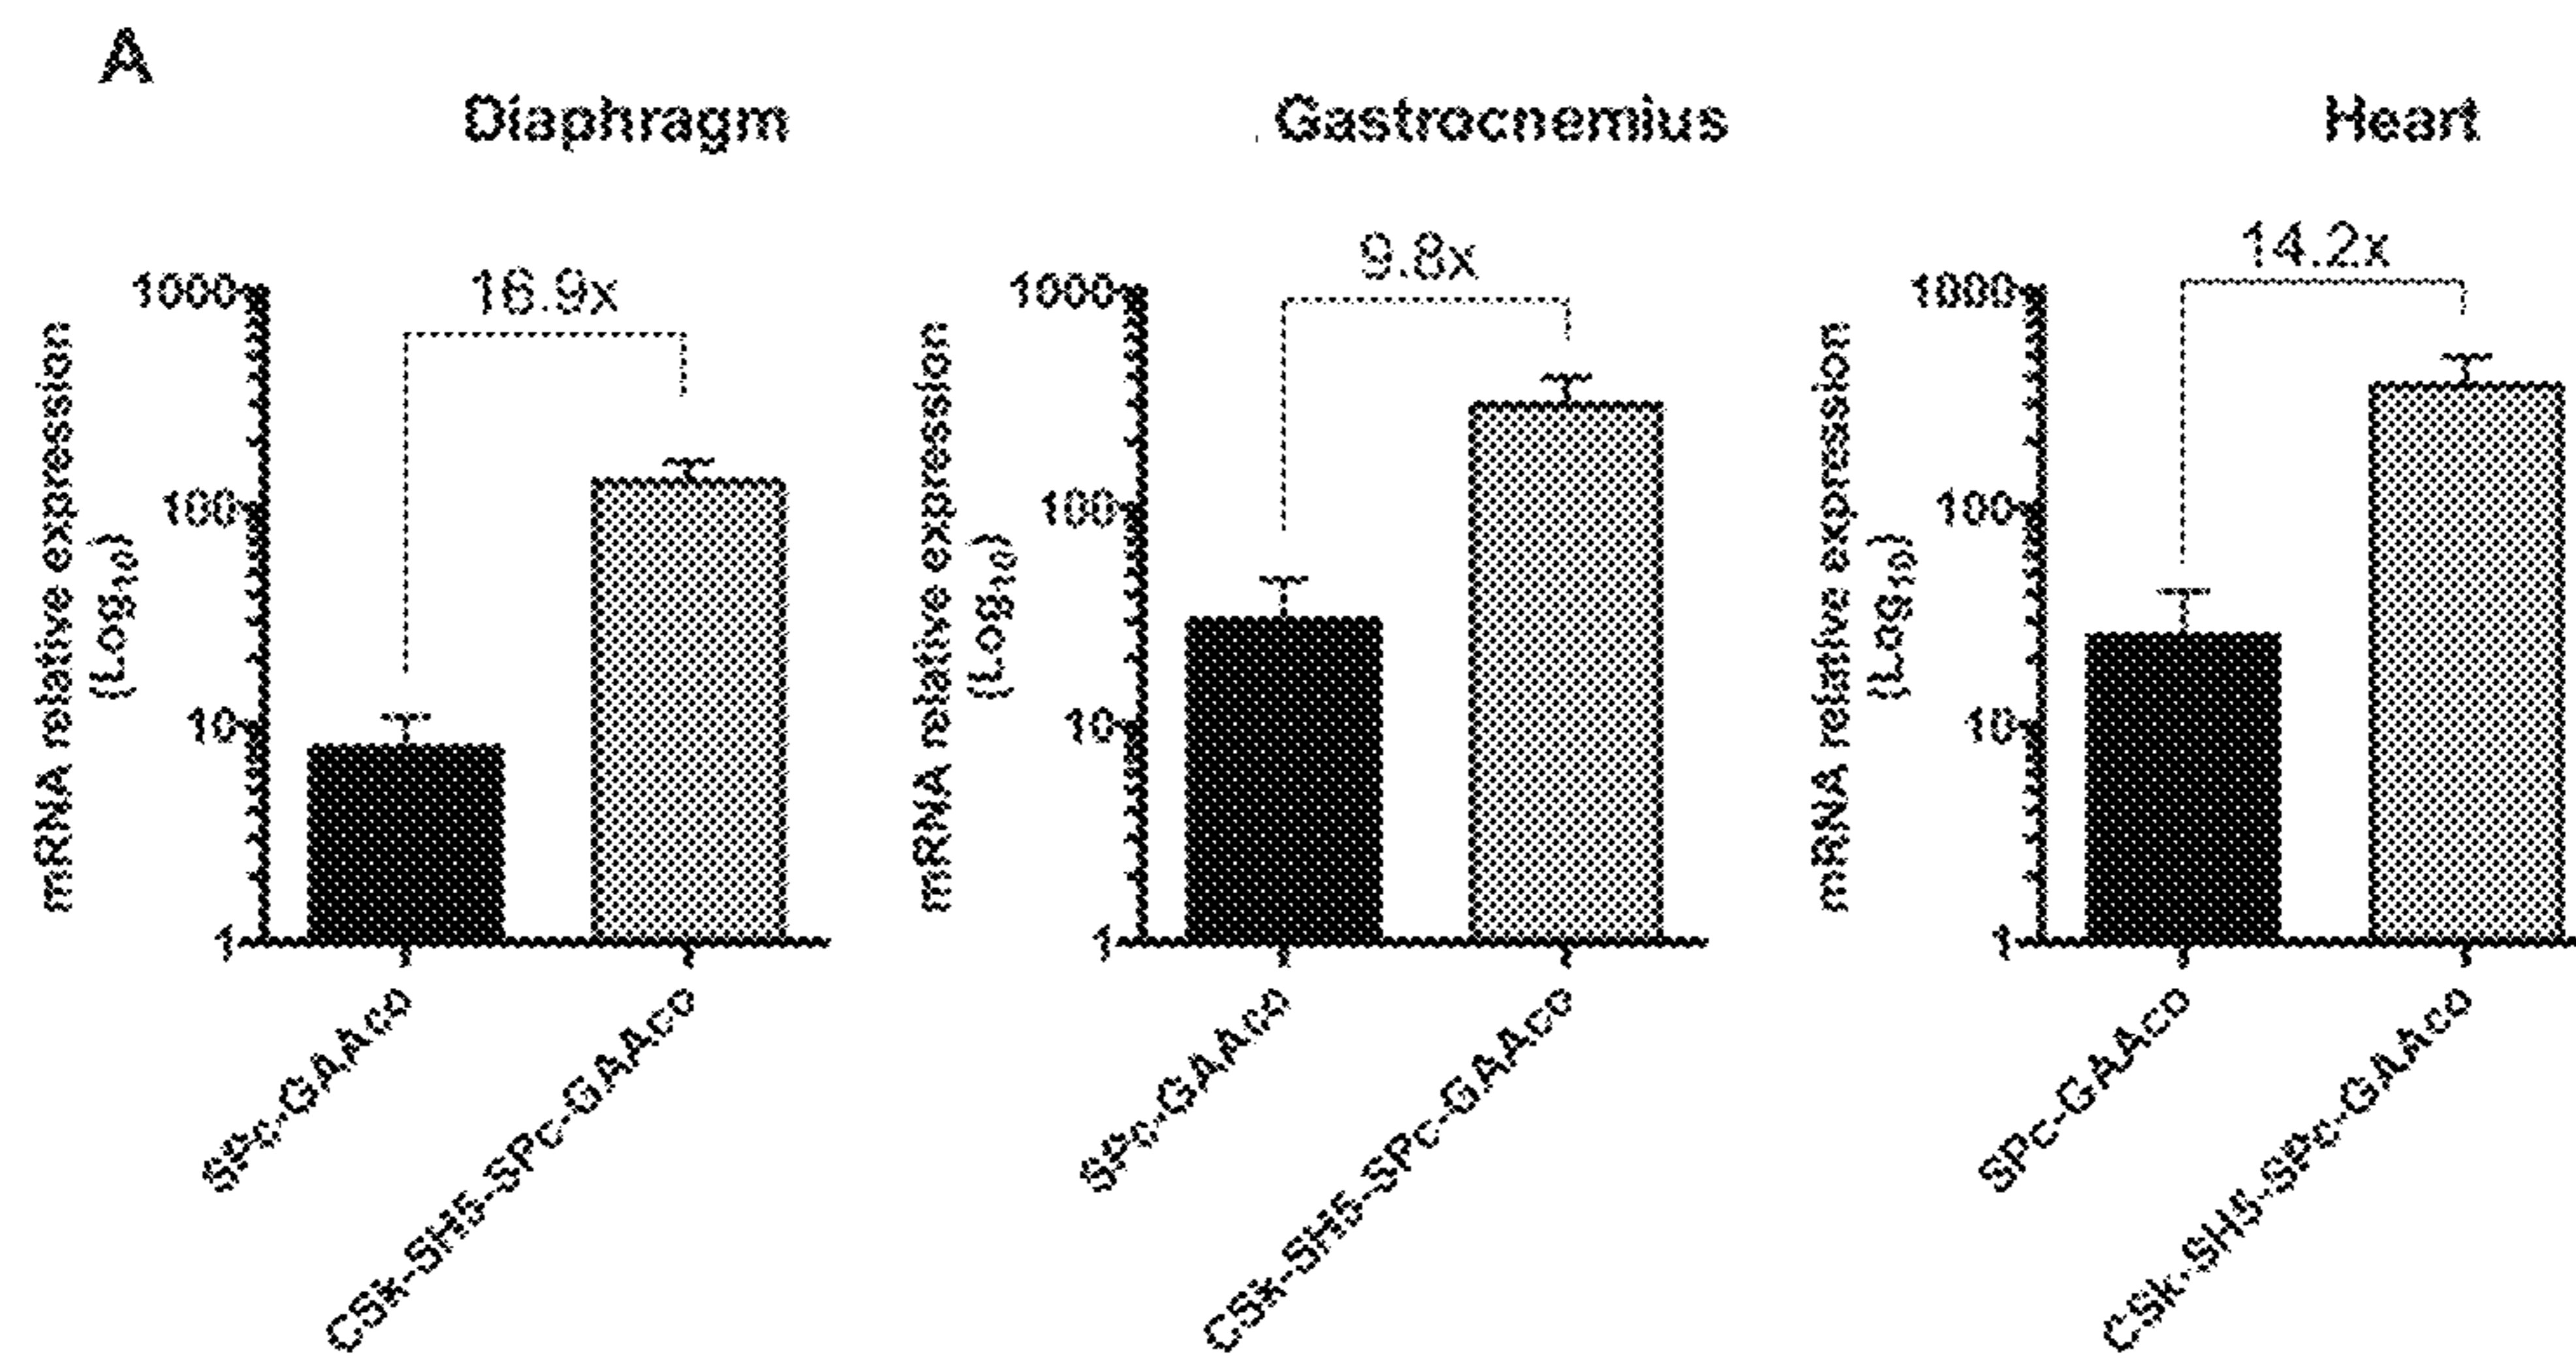 A
Diaphragm
mRNA relative expression
(Log10)
1000
100
10
1
16.9x
SPc-GAAco
CSk-SH5-SPc-GAAco
Gastrocnemius
mRNA relative expression
(Log10)
1000
100
10
1
9.8x
SPc-GAAco
CSk-SH5-SPc-GAAco
Heart
mRNA relative expression
(Log10)
1000
100
10
1
14.2x
SPc-GAAco
CSk-SH5-SPc-GAAco